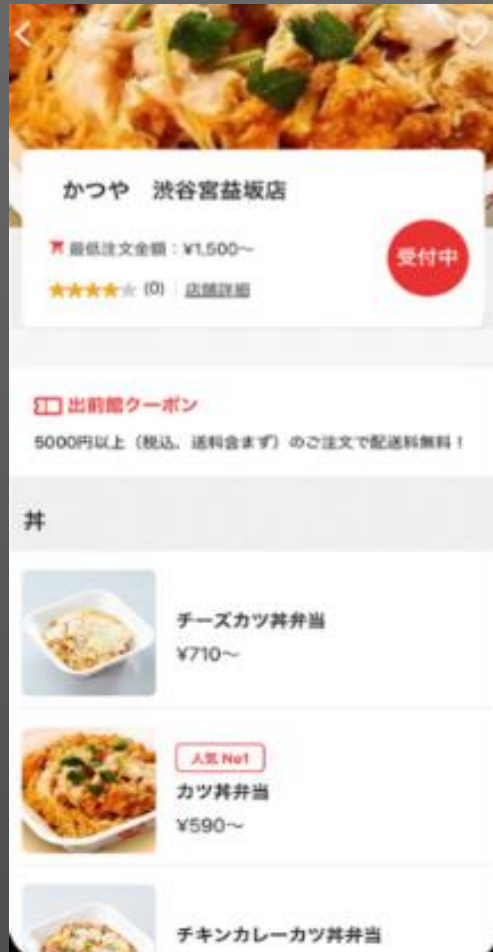 かつや 渋谷宮益坂店
最低注文金額：¥1,500〜
受付中
(0) 店舗詳細
出前館クーポン
5000円以上（税込、送料含まず）のご注文で配送料無料！
丼
チーズカツ丼弁当
¥710〜
人気 No1
カツ丼弁当
¥590〜
チキンカレーカツ丼弁当